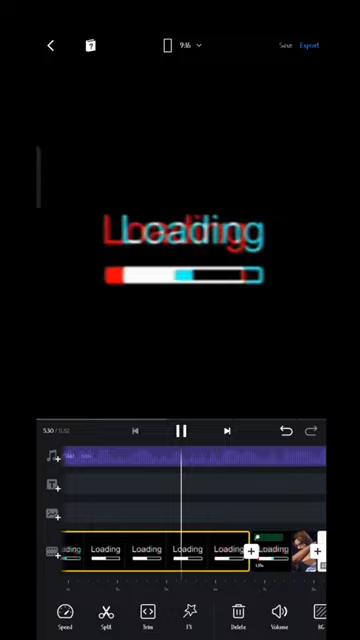 9:16
Save Export
Loading
5.30 / 11.52
Loading Loading Loading Loading Loading
Speed Split Trim FX Delete Volume BG